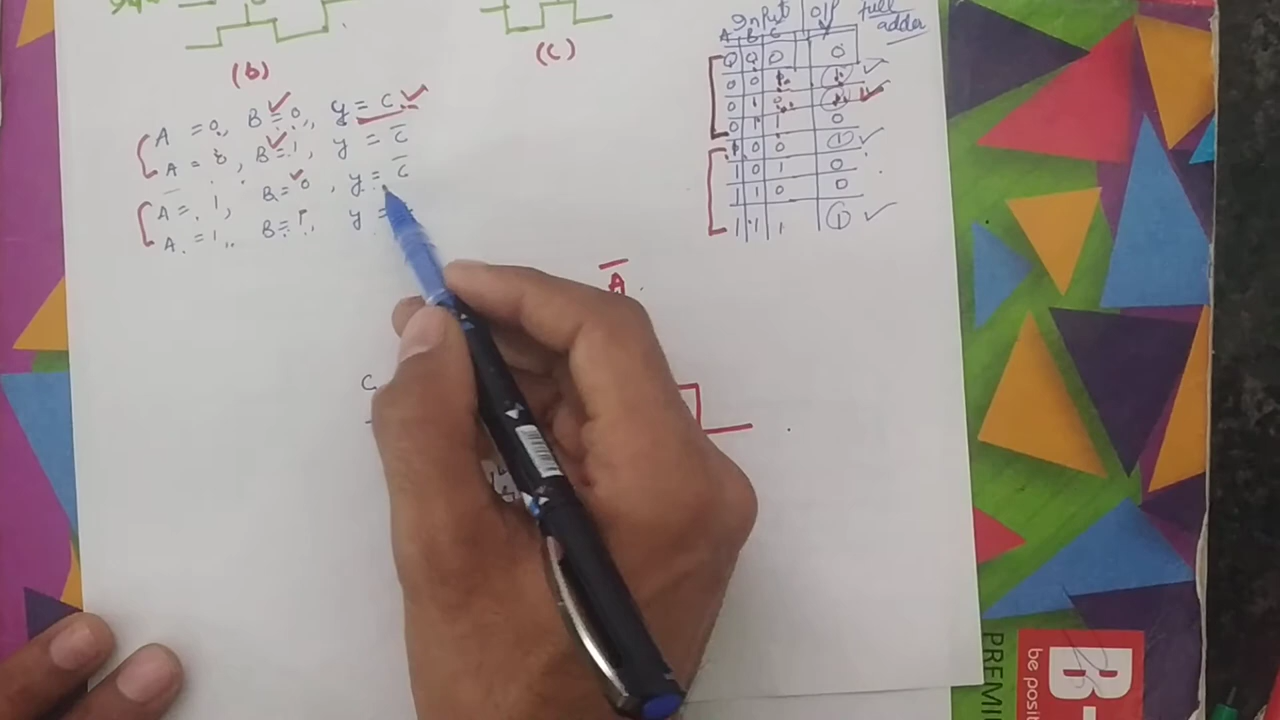 (b)
(c)
A = 0, B = 0, y = C
A = 0, B = 1, y = C̅
A = 1, B = 0, y = C̅
A = 1, B = 1, y =
Input O/P full
adder
A B C Y
0 0 0 0
0 0 1 1
0 1 0 1
0 1 1 0
1 0 0 1
1 0 1 0
1 1 0 0
1 1 1 1
A̅
C
PREMI
B
be posit